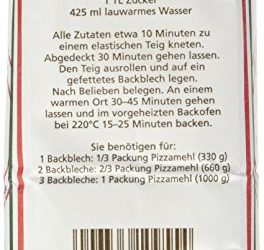 1 TL Zucker
425 ml lauwarmes Wasser
Alle Zutaten etwa 10 Minuten zu
einem elastischen Teig kneten.
Abgedeckt 30 Minuten gehen lassen.
Den Teig ausrollen und auf ein
gefettetes Backblech legen.
Nach Belieben belegen. An einem
warmen Ort 30–45 Minuten gehen
lassen und im vorgeheizten Backofen
bei 220°C 15–25 Minuten backen.
Sie benötigen für:
1 Backblech: 1/3 Packung Pizzamehl (330 g)
2 Backbleche: 2/3 Packung Pizzamehl (660 g)
3 Backbleche: 1 Packung Pizzamehl (1000 g)